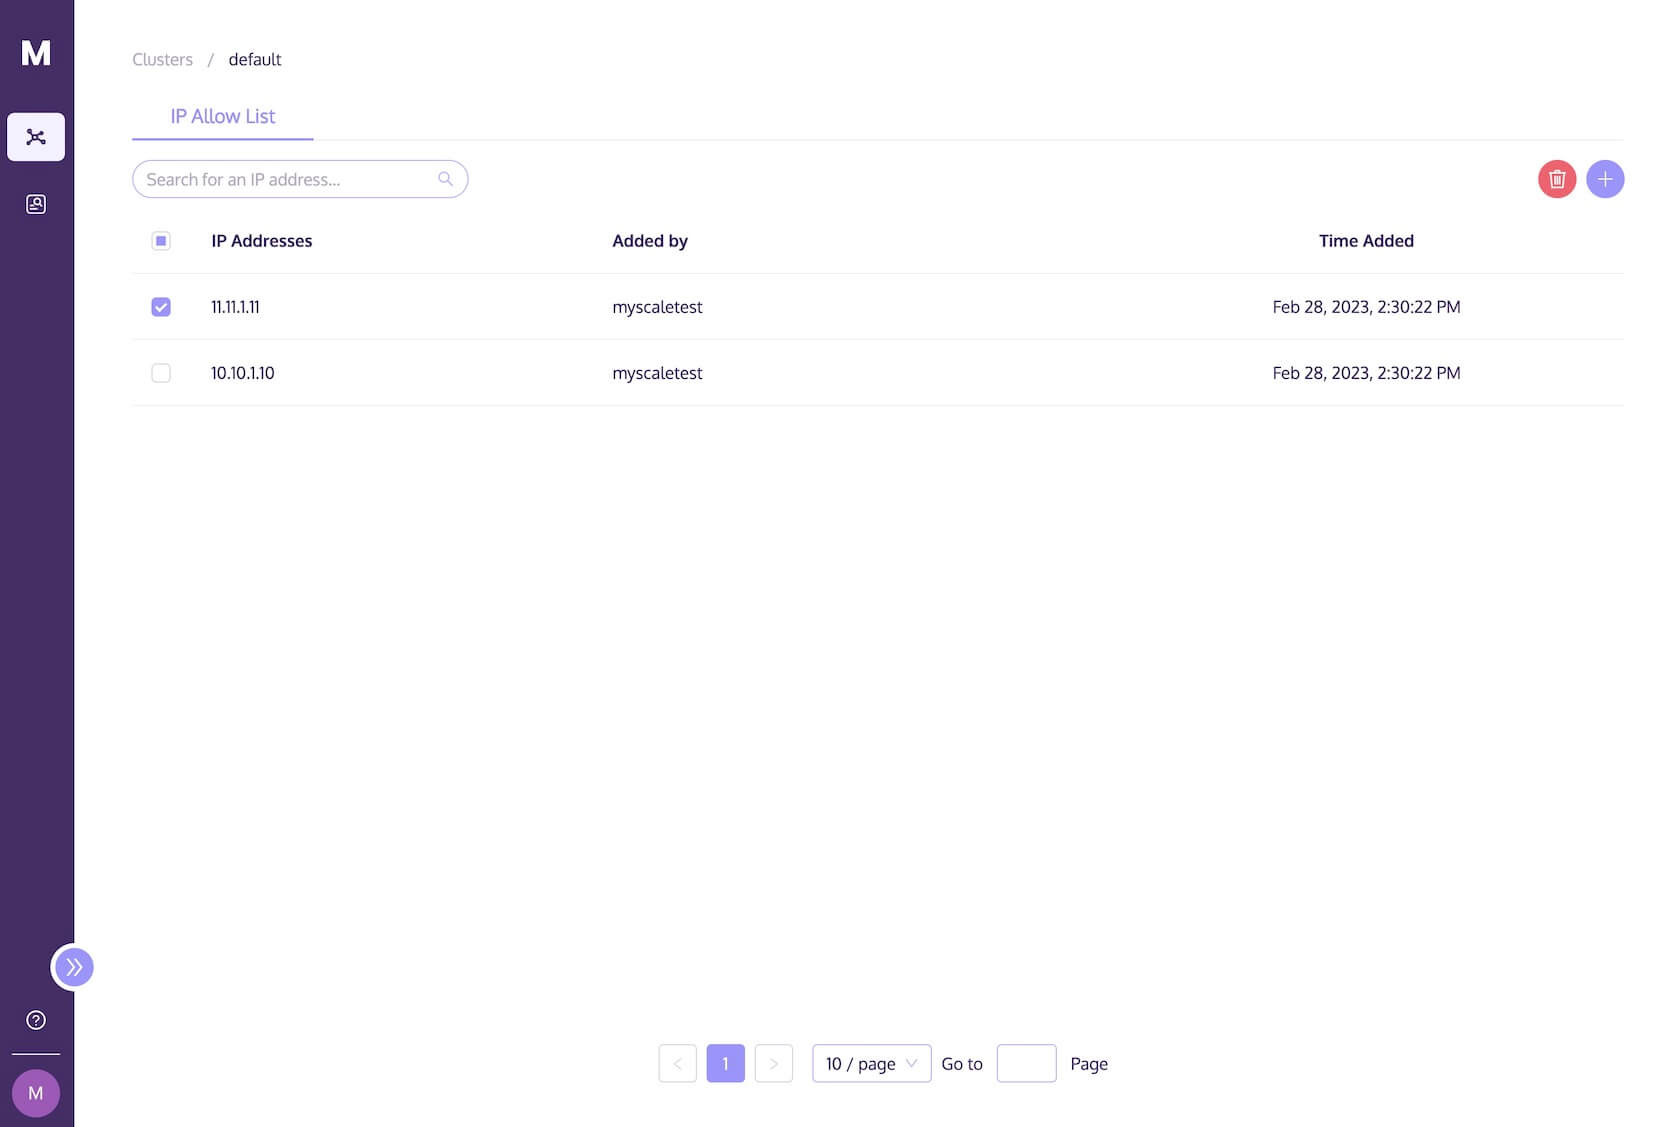 M
Clusters / default
IP Allow List
Search for an IP address...
IP Addresses Added by Time Added
11.11.1.11 myscaletest Feb 28, 2023, 2:30:22 PM
10.10.1.10 myscaletest Feb 28, 2023, 2:30:22 PM
< 1 > 10 / page Go to Page
M